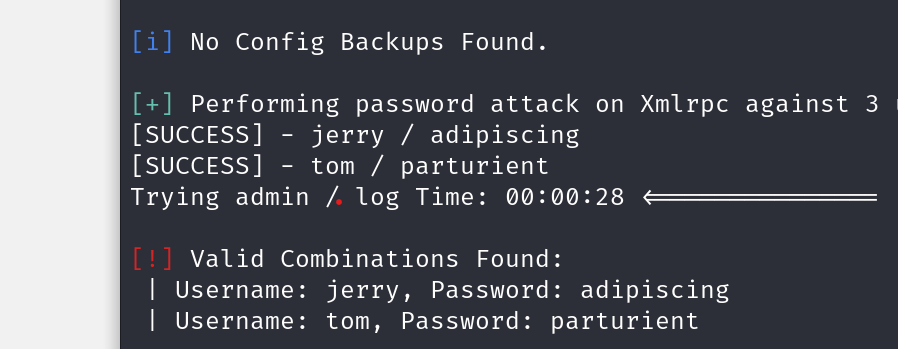 [i] No Config Backups Found.
[+] Performing password attack on Xmlrpc against 3
[SUCCESS] - jerry / adipiscing
[SUCCESS] - tom / parturient
Trying admin / log Time: 00:00:28 <==============
[!] Valid Combinations Found:
| Username: jerry, Password: adipiscing
| Username: tom, Password: parturient